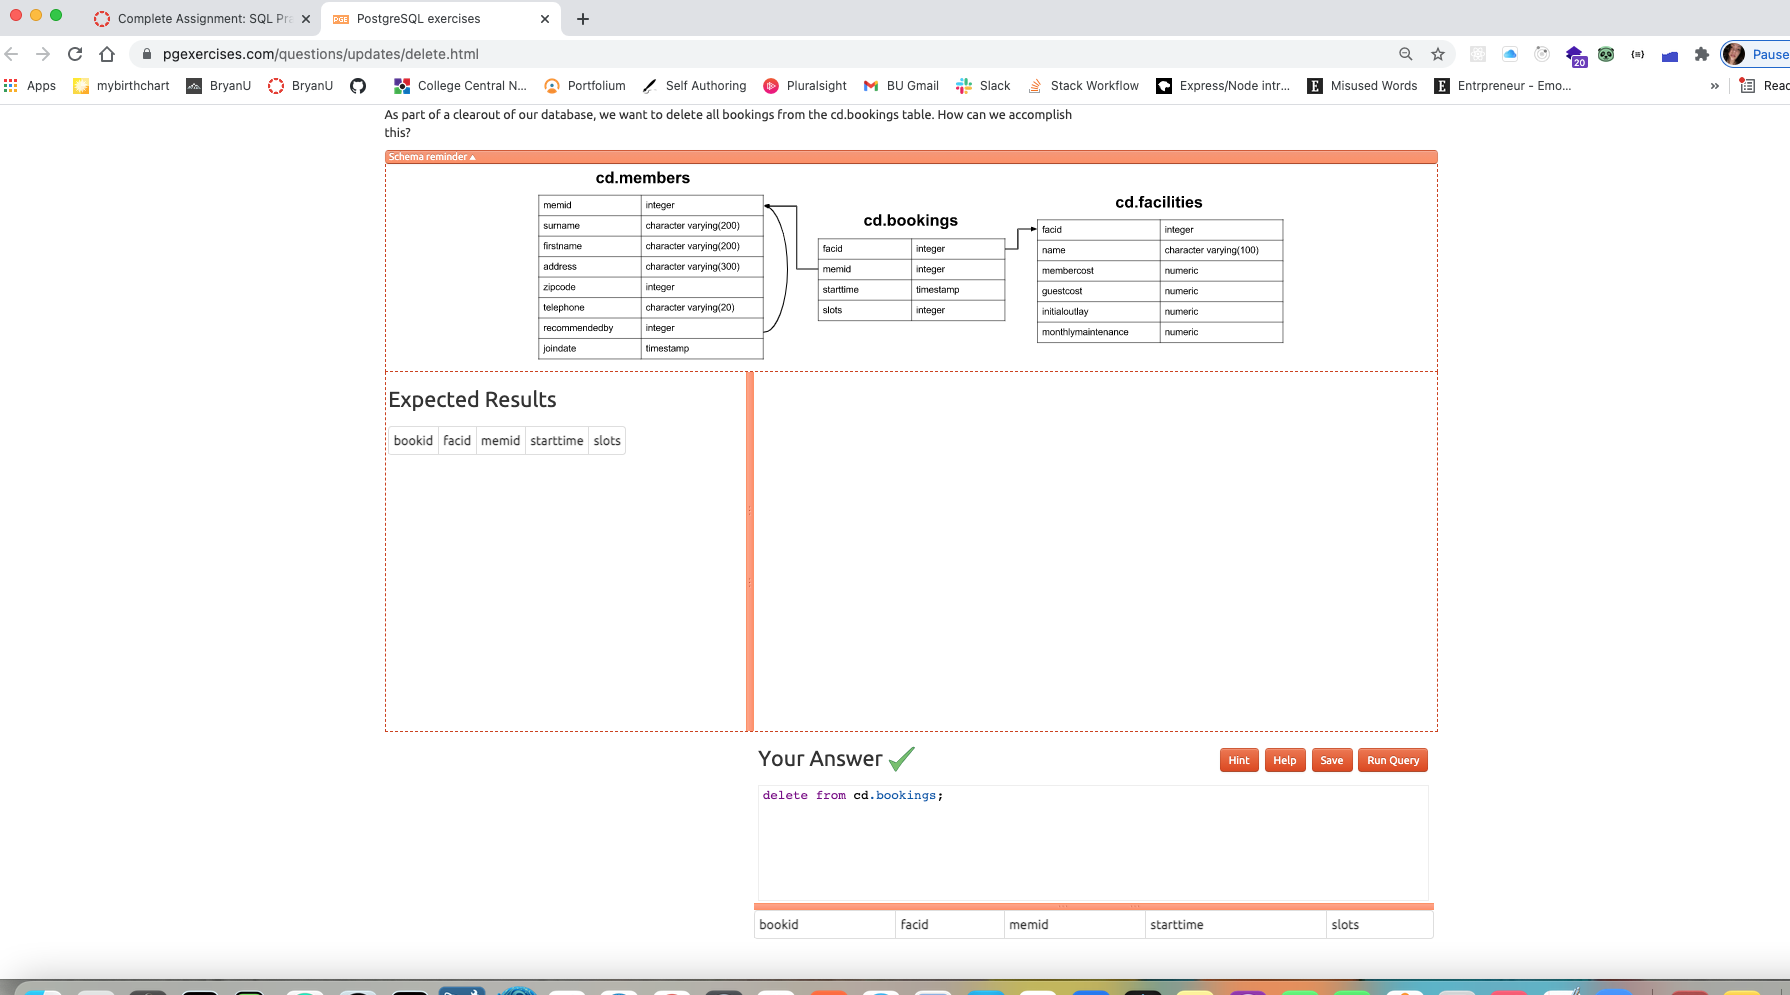 Complete Assignment: SQL Pra
PGE PostgreSQL exercises
pgexercises.com/questions/updates/delete.html
20
Pause
Apps mybirthchart BryanU BryanU College Central N... Portfolium Self Authoring Pluralsight BU Gmail Slack Stack Workflow Express/Node intr... E Misused Words E Entrpreneur - Emo... » Reac
As part of a clearout of our database, we want to delete all bookings from the cd.bookings table. How can we accomplish
this?
Schema reminder
cd.members
memid integer
surname character varying(200)
firstname character varying(200)
address character varying(300)
zipcode integer
telephone character varying(20)
recommendedby integer
joindate timestamp
cd.bookings
facid integer
memid integer
starttime timestamp
slots integer
cd.facilities
facid integer
name character varying(100)
membercost numeric
guestcost numeric
initialoutlay numeric
monthlymaintenance numeric
Expected Results
bookid facid memid starttime slots
Your Answer
Hint Help Save Run Query
delete from cd.bookings;
bookid facid memid starttime slots